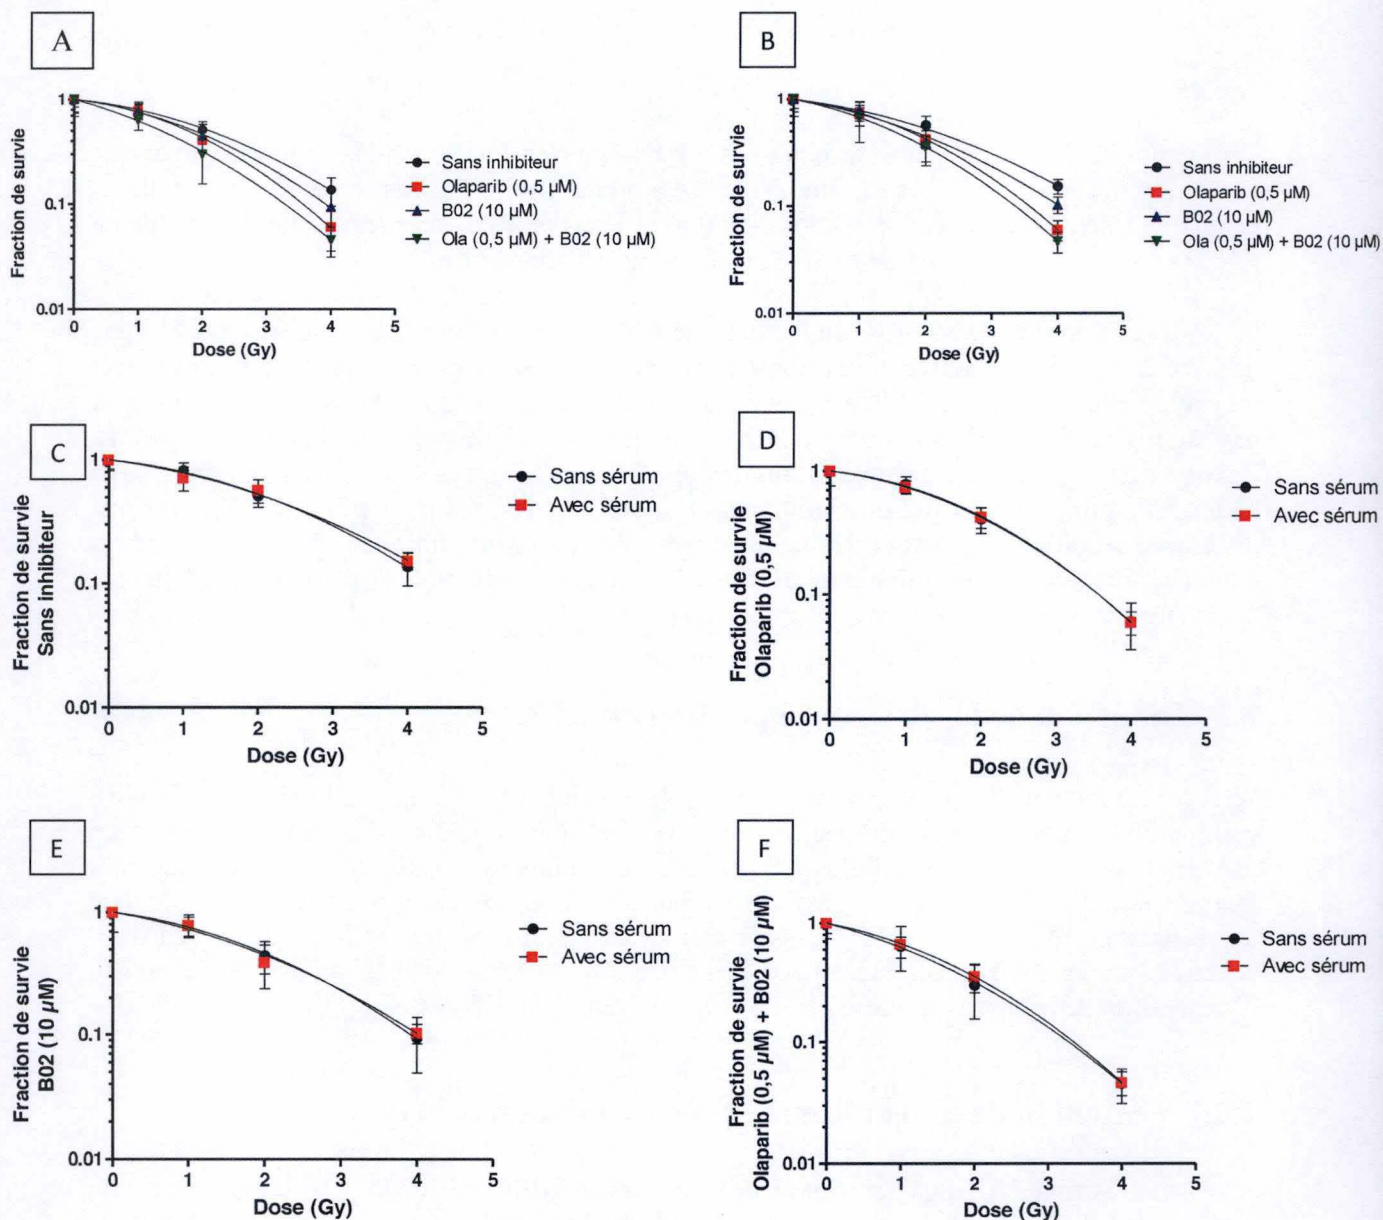 A
Fraction de survie
1
0.1
0.01
0
1
2
3
4
5
Dose (Gy)
Sans inhibiteur
Olaparib (0,5 µM)
B02 (10 µM)
Ola (0,5 µM) + B02 (10 µM)
B
Fraction de survie
1
0.1
0.01
0
1
2
3
4
5
Dose (Gy)
Sans inhibiteur
Olaparib (0,5 µM)
B02 (10 µM)
Ola (0,5 µM) + B02 (10 µM)
C
Fraction de survie
Sans inhibiteur
1
0.1
0.01
0
1
2
3
4
5
Dose (Gy)
Sans sérum
Avec sérum
D
Fraction de survie
Olaparib (0,5 µM)
1
0.1
0.01
0
1
2
3
4
5
Dose (Gy)
Sans sérum
Avec sérum
E
Fraction de survie
B02 (10 µM)
1
0.1
0.01
0
1
2
3
4
5
Dose (Gy)
Sans sérum
Avec sérum
F
Fraction de survie
Olaparib (0,5 µM) + B02 (10 µM)
1
0.1
0.01
0
1
2
3
4
5
Dose (Gy)
Sans sérum
Avec sérum